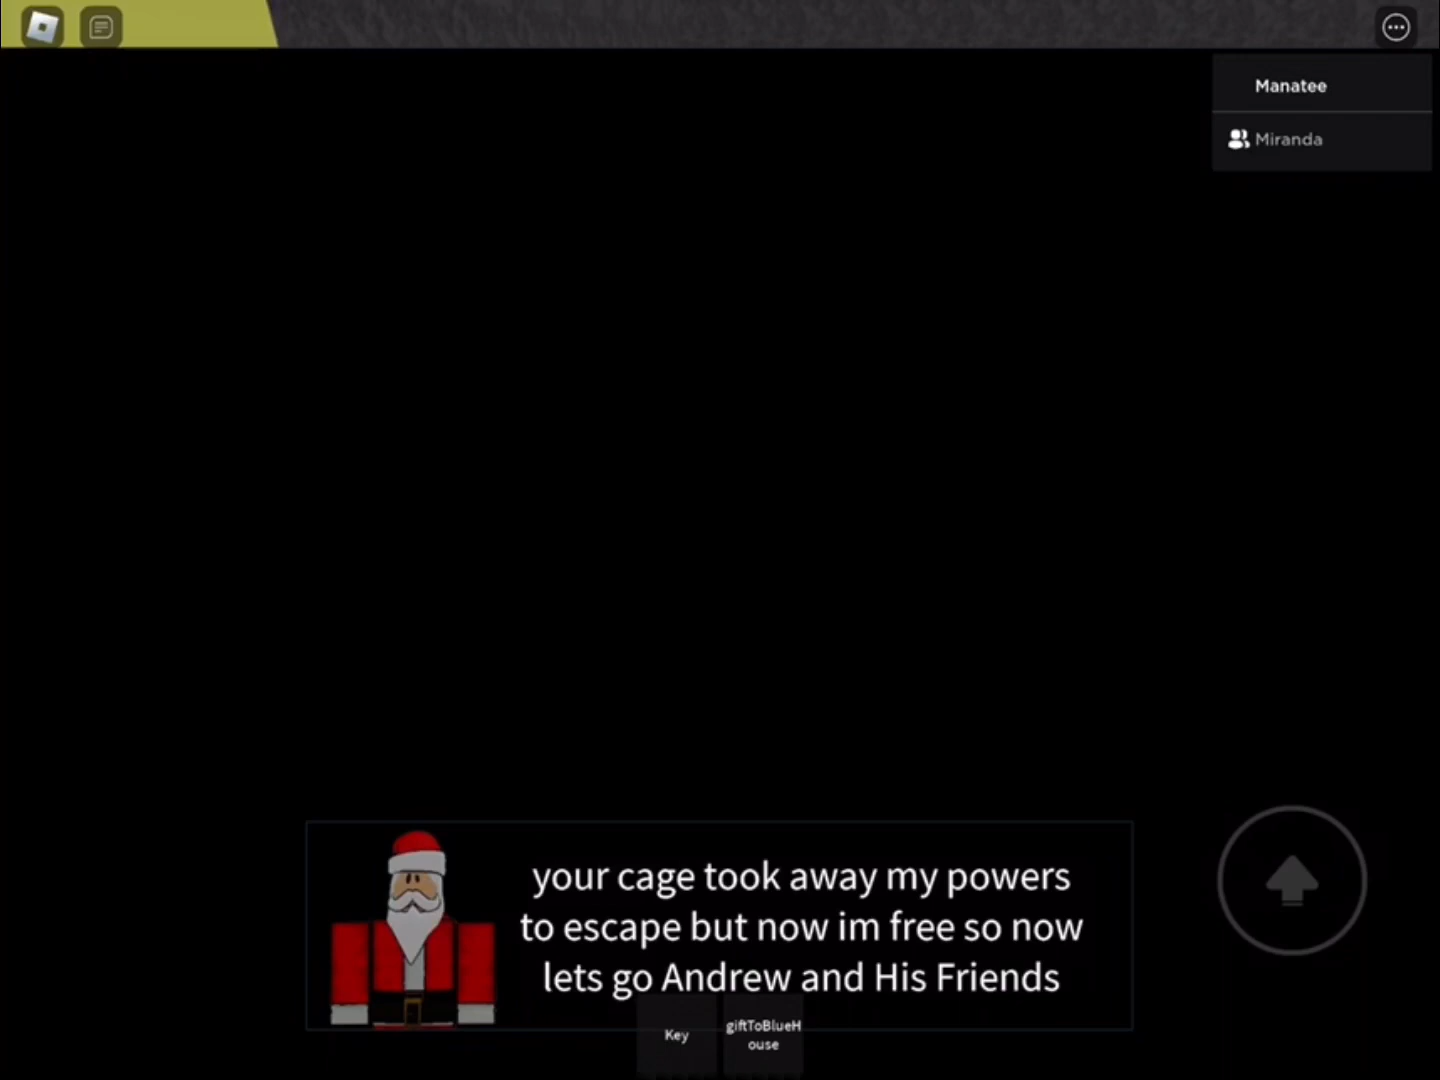 Manatee
Miranda
your cage took away my powers
to escape but now im free so now
lets go Andrew and His Friends
Key
giftToBlueH
ouse